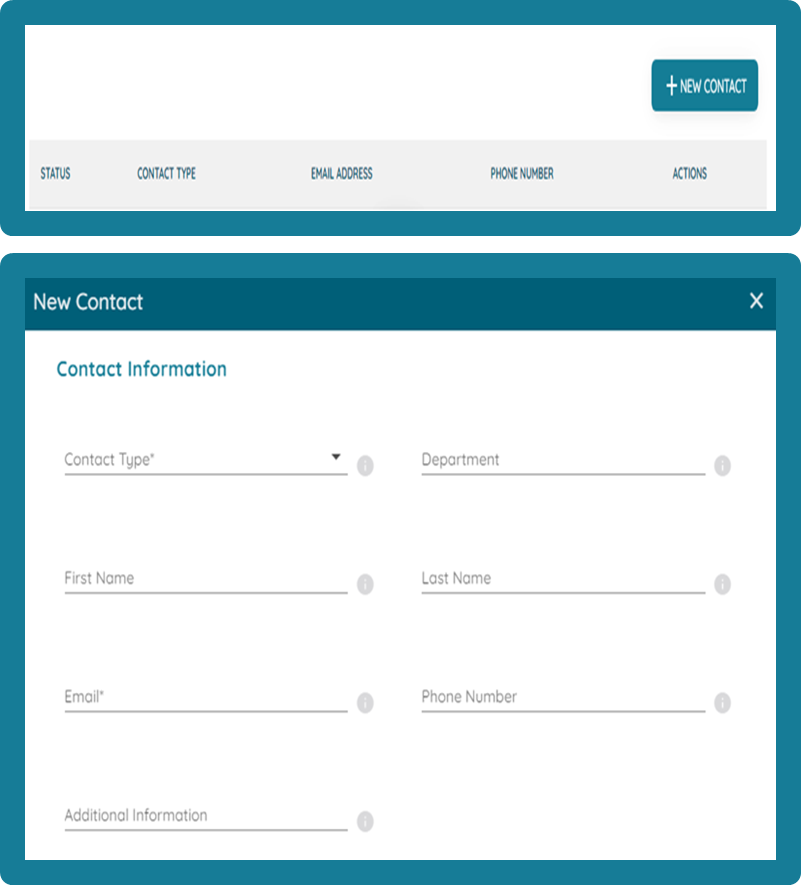 + NEW CONTACT
STATUS CONTACT TYPE EMAIL ADDRESS PHONE NUMBER ACTIONS
New Contact X
Contact Information
Contact Type* Department
First Name Last Name
Email* Phone Number
Additional Information